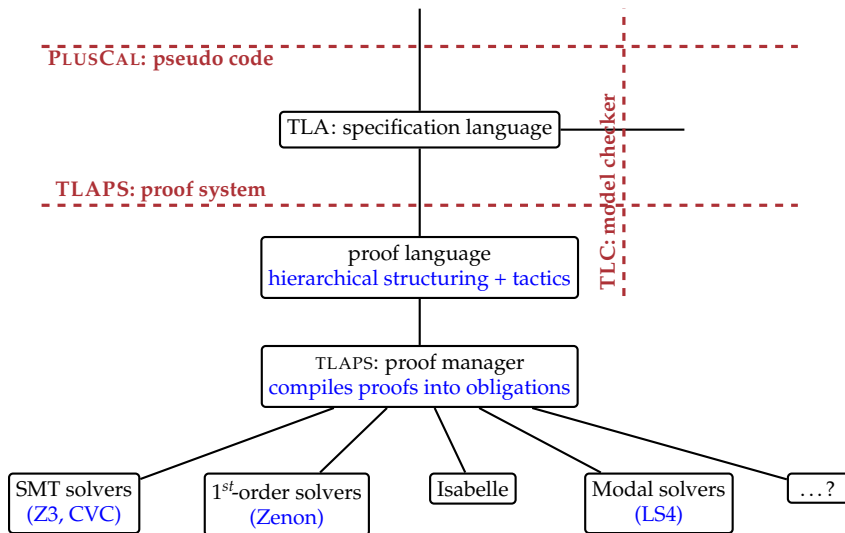 PLUSCAL: pseudo code
TLA: specification language
TLC: model checker
TLAPS: proof system
proof language
hierarchical structuring + tactics
TLAPS: proof manager
compiles proofs into obligations
SMT solvers
(Z3, CVC)
1st-order solvers
(Zenon)
Isabelle
Modal solvers
(LS4)
...?